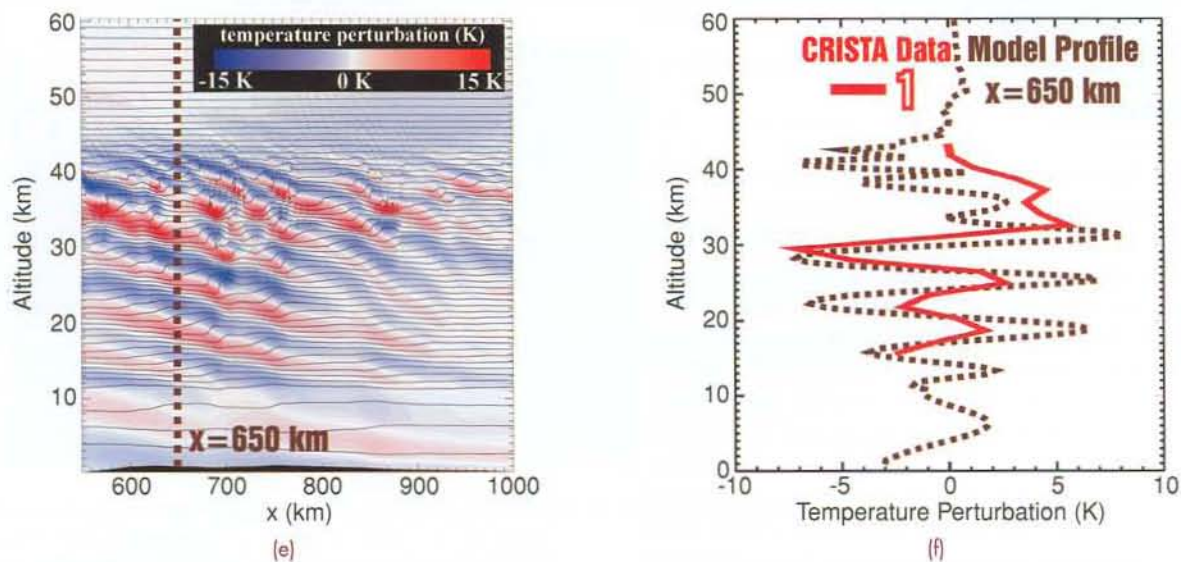 temperature perturbation (K)
-15 K 0 K 15 K
60
50
40
30
20
10
Altitude (km)
x=650 km
600 700 800 900 1000
x (km)
(e)
CRISTA Data
1
Model Profile
x=650 km
60
50
40
30
20
10
0
Altitude (km)
-10 -5 0 5 10
Temperature Perturbation (K)
(f)